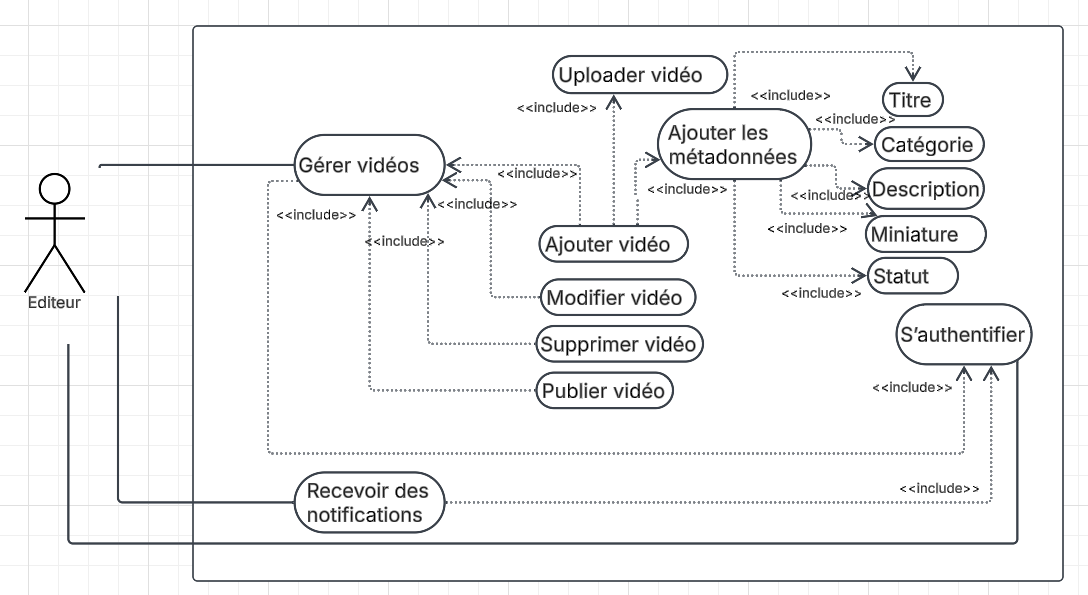 Uploader vidéo
<<include>>
<<include>>
Titre
<<include>>
Ajouter les
métadonnées
Catégorie
Gérer vidéos
<<include>>
<<include>>
<<include>>
Description
<<include>>
<<include>>
<<include>>
Miniature
<<include>>
Ajouter vidéo
Statut
<<include>>
Editeur
Modifier vidéo
S'authentifier
Supprimer vidéo
Publier vidéo
<<include>>
Recevoir des
notifications
<<include>>